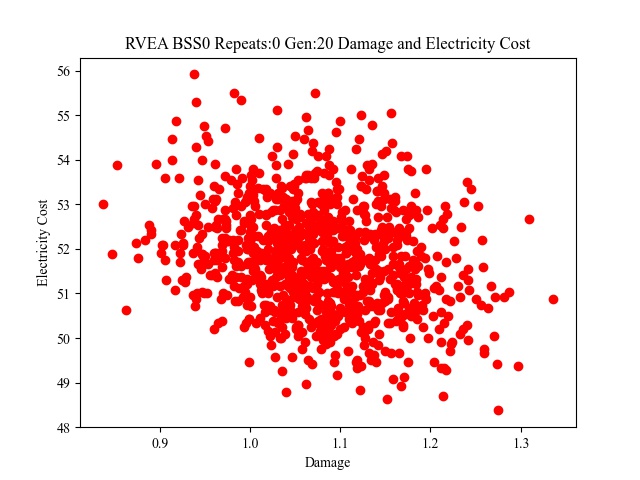 RVEA BSS0 Repeats:0 Gen:20 Damage and Electricity Cost
56
55
54
53
52
51
50
49
48
Electricity Cost
0.9 1.0 1.1 1.2 1.3
Damage